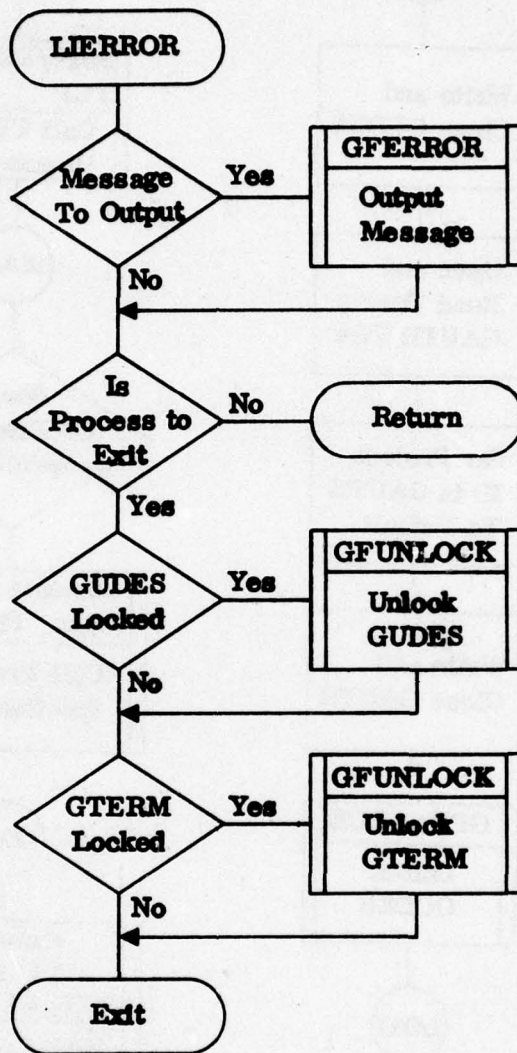 LIERROR
Message
To Output
Yes
GFERROR
Output
Message
No
Is
Process to
Exit
No
Return
Yes
GUDES
Locked
Yes
GFUNLOCK
Unlock
GUDES
No
GTERM
Locked
Yes
GFUNLOCK
Unlock
GTERM
No
Exit